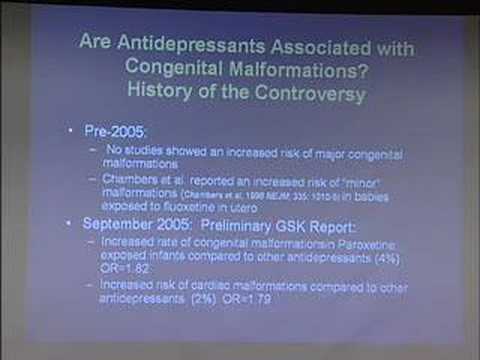 Are Antidepressants Associated with
Congenital Malformations?
History of the Controversy
• Pre-2005:
– No studies showed an increased risk of major congenital
malformations
– Chambers et al. reported an increased risk of "minor"
malformations (Chambers et al, 1996 NEJM; 335: 1010-5) in babies
exposed to fluoxetine in utero
• September 2005: Preliminary GSK Report:
– Increased rate of congenital malformationsin Paroxetine
exposed infants compared to other antidepressants (4%).
OR=1.82
– Increased risk of cardiac malformations compared to other
antidepressants (2%). OR=1.79